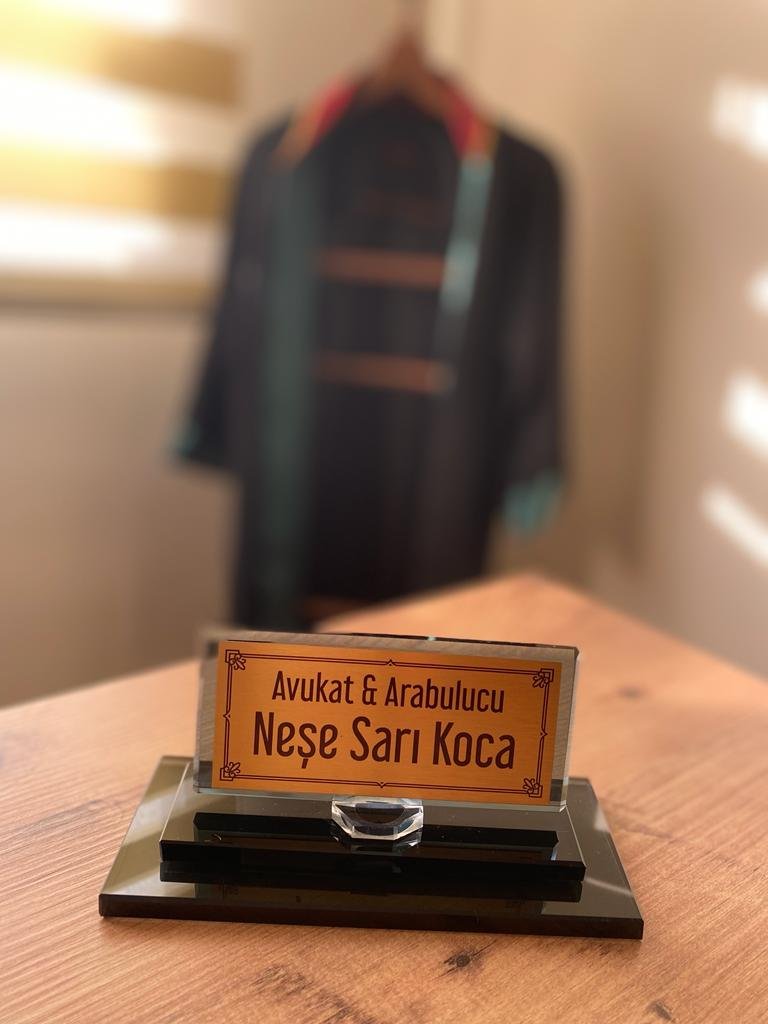 Avukat & Arabulucu
Neşe Sarı Koca